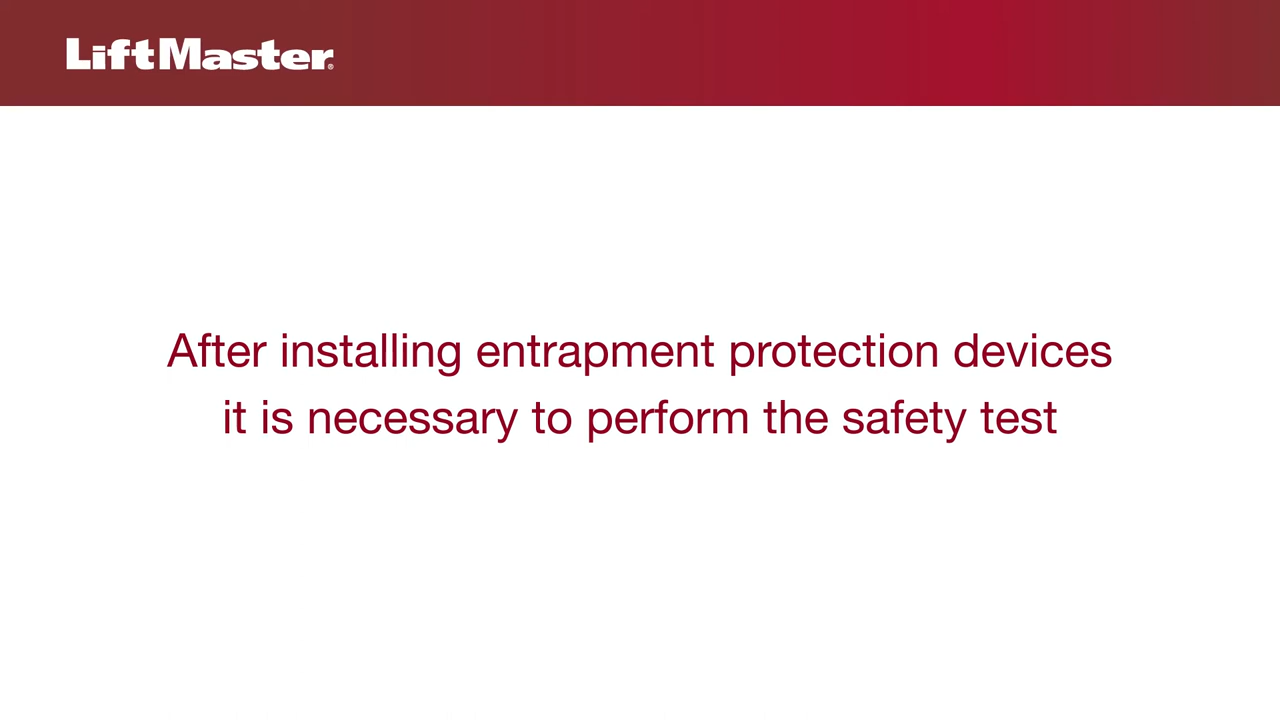 LiftMaster®
After installing entrapment protection devices
it is necessary to perform the safety test